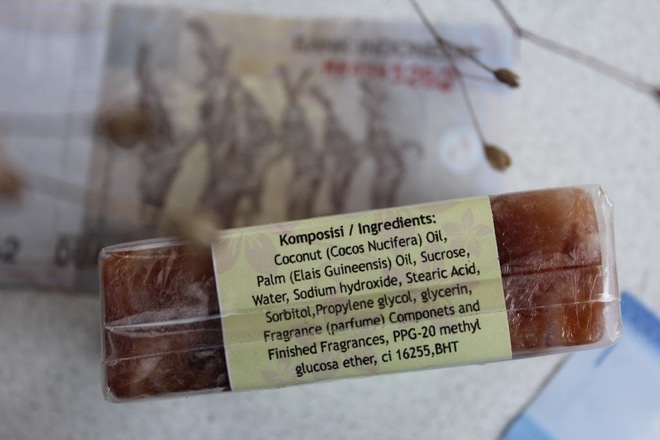 BANK INDONESIA
Komposisi / Ingredients:
Coconut (Cocos Nucifera) Oil,
Palm (Elais Guineensis) Oil, Sucrose,
Water, Sodium hydroxide, Stearic Acid,
Sorbitol,Propylene glycol, glycerin,
Fragrance (parfume) Componets and
Finished Fragrances, PPG-20 methyl
glucosa ether, ci 16255,BHT